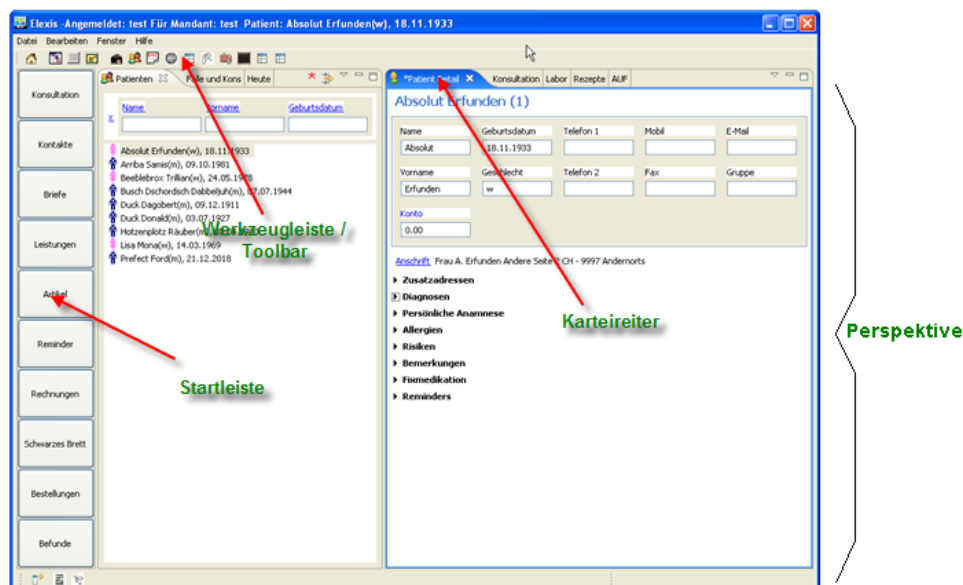 Elexis -Angemeldet: test Für Mandant: test Patient: Absolut Erfunden(w), 18.11.1933
Datei Bearbeiten Fenster Hilfe
Konsultation
Kontakte
Briefe
Leistungen
Artikel
Reminder
Rechnungen
Schwarzes Brett
Bestellungen
Befunde
Patienten Fälle und Kons Heute
Name Vorname Geburtsdatum
x
Absolut Erfunden(w), 18.11.1933
Arriba Samis(m), 09.10.1981
Beeblebrox Trillian(w), 24.05.1978
Busch Dschordsch Dabbeljuh(m), 07.07.1944
Duck Dagobert(m), 09.12.1911
Duck Donald(m), 03.07.1927
Hotzenplotz Räuber(m),
Lisa Mona(w), 14.03.1969
Prefect Ford(m), 21.12.2018
Werkzeugleiste /
Toolbar
Startleiste
*Patient Detail Konsultation Labor Rezepte AUF
Absolut Erfunden (1)
Name Geburtsdatum Telefon 1 Mobil E-Mail
Absolut 18.11.1933
Vorname Geschlecht Telefon 2 Fax Gruppe
Erfunden w
Konto
0.00
Anschrift Frau A. Erfunden Andere Seite 2 CH - 9997 Andernorts
Zusatzadressen
Diagnosen
Persönliche Anamnese
Allergien
Risiken
Bemerkungen
Fixmedikation
Reminders
Karteireiter
Perspektive